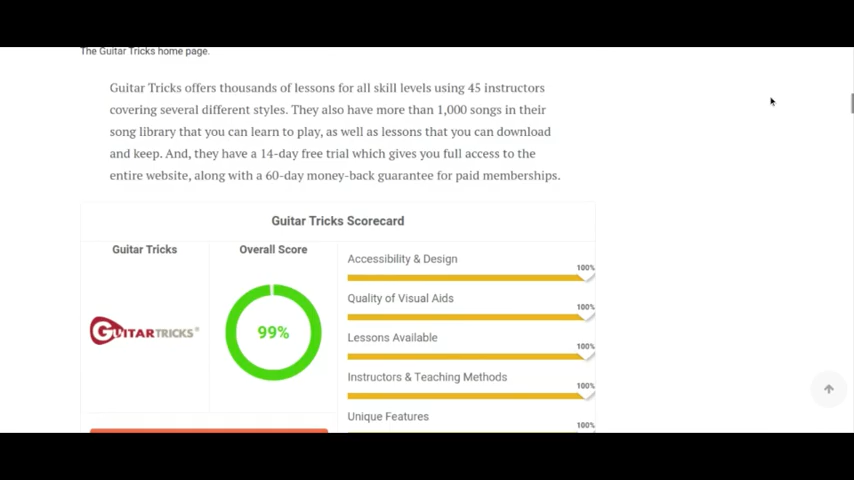 The Guitar Tricks home page.
Guitar Tricks offers thousands of lessons for all skill levels using 45 instructors
covering several different styles. They also have more than 1,000 songs in their
song library that you can learn to play, as well as lessons that you can download
and keep. And, they have a 14-day free trial which gives you full access to the
entire website, along with a 60-day money-back guarantee for paid memberships.
Guitar Tricks Scorecard
Guitar Tricks
Overall Score
GUITARTRICKS®
99%
Accessibility & Design
100%
Quality of Visual Aids
100%
Lessons Available
100%
Instructors & Teaching Methods
100%
Unique Features
100%